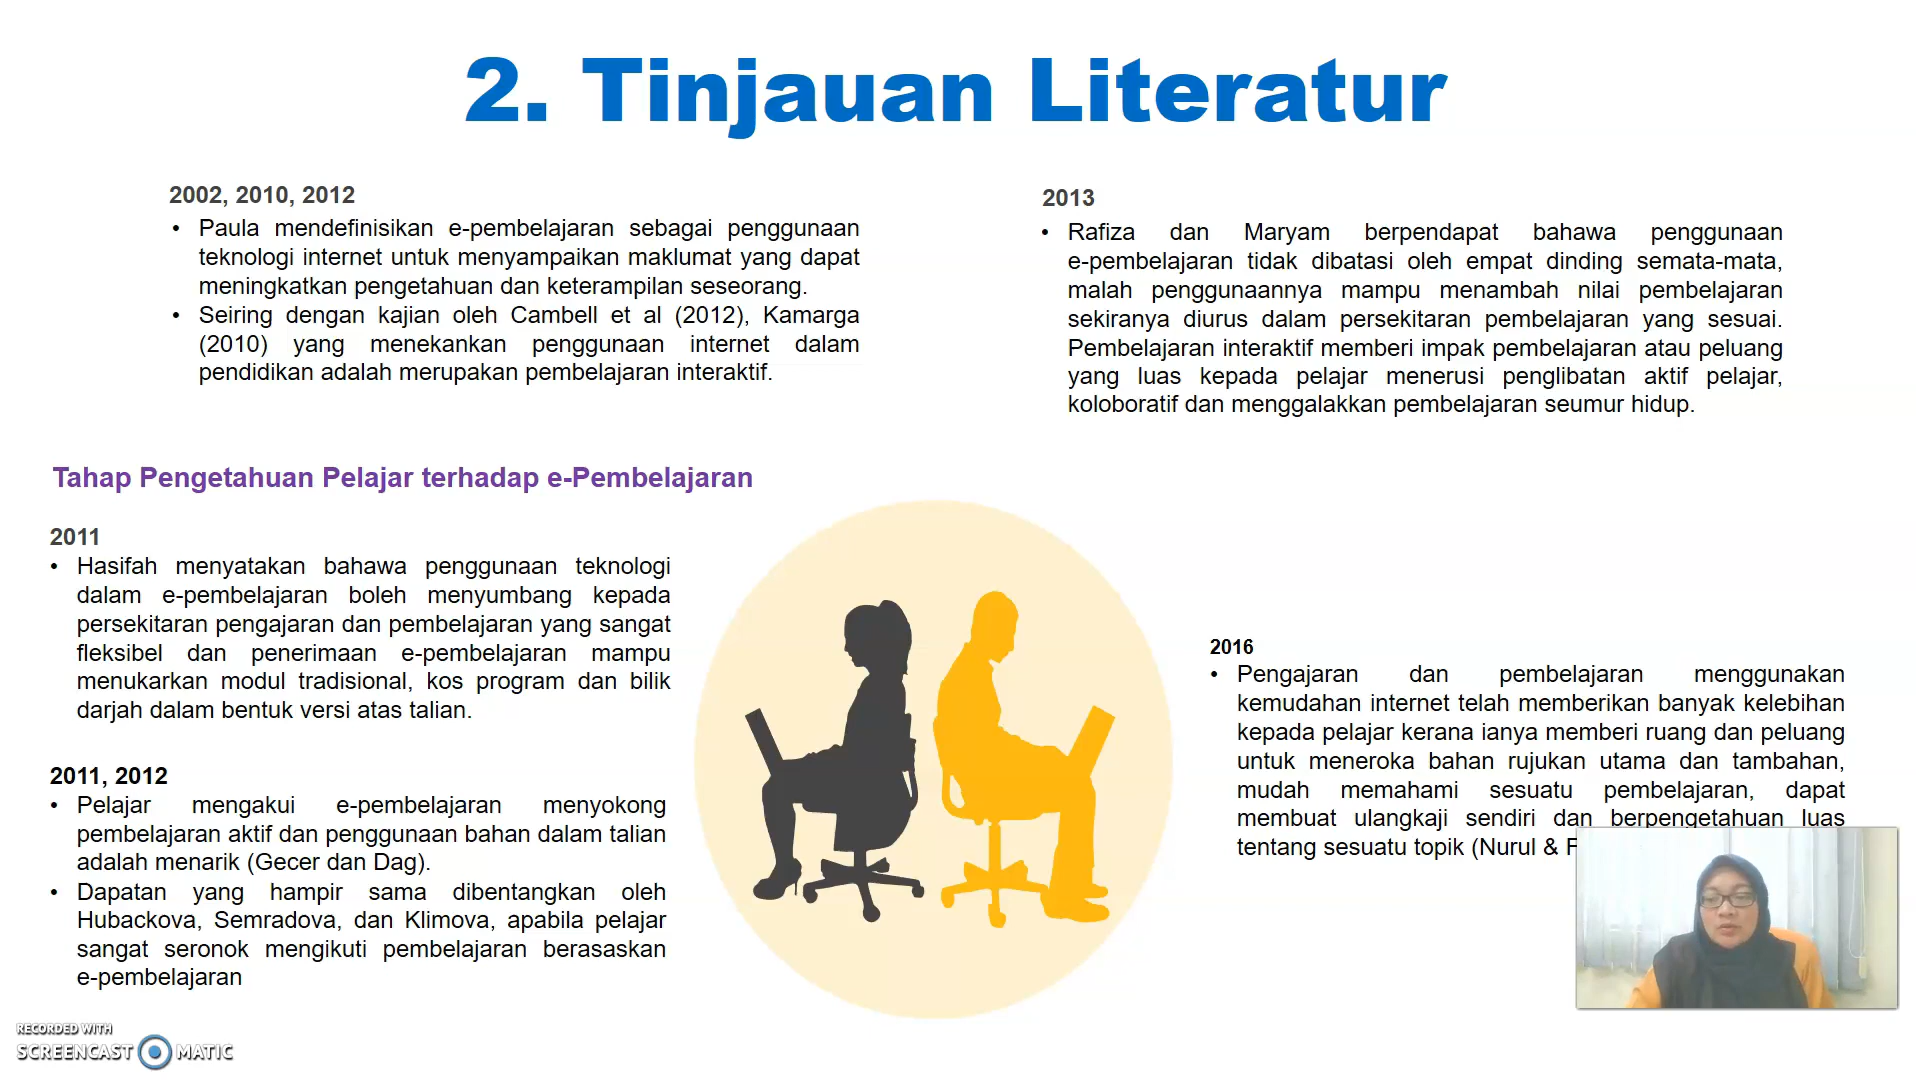 2. Tinjauan Literatur
2002, 2010, 2012
• Paula mendefinisikan e-pembelajaran sebagai penggunaan
teknologi internet untuk menyampaikan maklumat yang dapat
meningkatkan pengetahuan dan keterampilan seseorang.
• Seiring dengan kajian oleh Cambell et al (2012), Kamarga
(2010) yang menekankan penggunaan internet dalam
pendidikan adalah merupakan pembelajaran interaktif.
2013
• Rafiza dan Maryam berpendapat bahawa penggunaan
e-pembelajaran tidak dibatasi oleh empat dinding semata-mata,
malah penggunaannya mampu menambah nilai pembelajaran
sekiranya diurus dalam persekitaran pembelajaran yang sesuai.
Pembelajaran interaktif memberi impak pembelajaran atau peluang
yang luas kepada pelajar menerusi penglibatan aktif pelajar,
koloboratif dan menggalakkan pembelajaran seumur hidup.
Tahap Pengetahuan Pelajar terhadap e-Pembelajaran
2011
• Hasifah menyatakan bahawa penggunaan teknologi
dalam e-pembelajaran boleh menyumbang kepada
persekitaran pengajaran dan pembelajaran yang sangat
fleksibel dan penerimaan e-pembelajaran mampu
menukarkan modul tradisional, kos program dan bilik
darjah dalam bentuk versi atas talian.
2011, 2012
• Pelajar mengakui e-pembelajaran menyokong
pembelajaran aktif dan penggunaan bahan dalam talian
adalah menarik (Gecer dan Dag).
• Dapatan yang hampir sama dibentangkan oleh
Hubackova, Semradova, dan Klimova, apabila pelajar
sangat seronok mengikuti pembelajaran berasaskan
e-pembelajaran
2016
• Pengajaran dan pembelajaran menggunakan
kemudahan internet telah memberikan banyak kelebihan
kepada pelajar kerana ianya memberi ruang dan peluang
untuk meneroka bahan rujukan utama dan tambahan,
mudah memahami sesuatu pembelajaran, dapat
membuat ulangkaji sendiri dan berpengetahuan luas
tentang sesuatu topik (Nurul &
RECORDED WITH
SCREENCAST MATIC